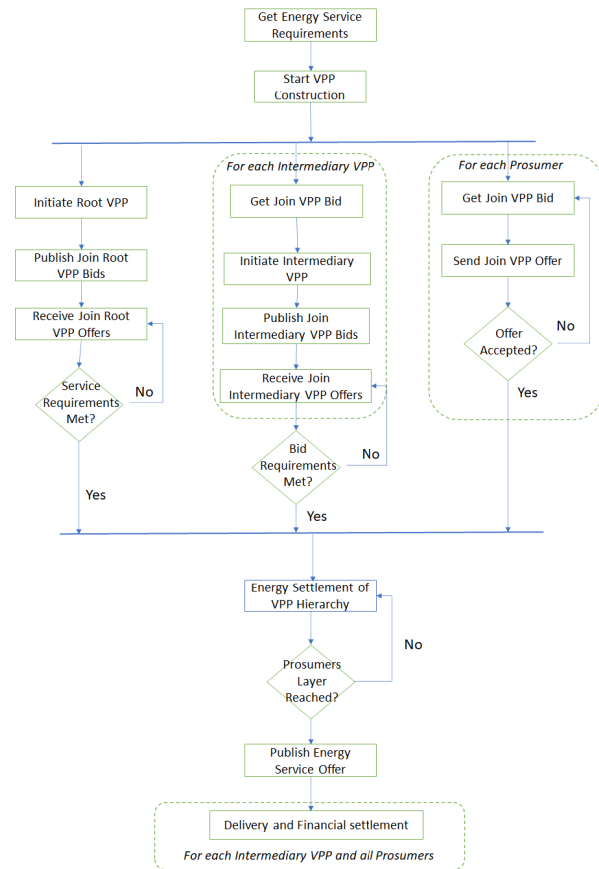 Get Energy Service
Requirements
Start VPP
Construction
For each Intermediary VPP
For each Prosumer
Initiate Root VPP
Get Join VPP Bid
Get Join VPP Bid
Publish Join Root
VPP Bids
Initiate Intermediary
VPP
Send Join VPP Offer
Receive Join Root
VPP Offers
Publish Join
Intermediary VPP Bids
Offer
Accepted?
No
Service
Requirements
Met?
No
Receive Join
Intermediary VPP Offers
Yes
Bid
Requirements
Met?
No
Yes
Yes
Energy Settlement of
VPP Hierarchy
No
Prosumers
Layer
Reached?
Publish Energy
Service Offer
Delivery and Financial settlement
For each Intermediary VPP and ail Prosumers